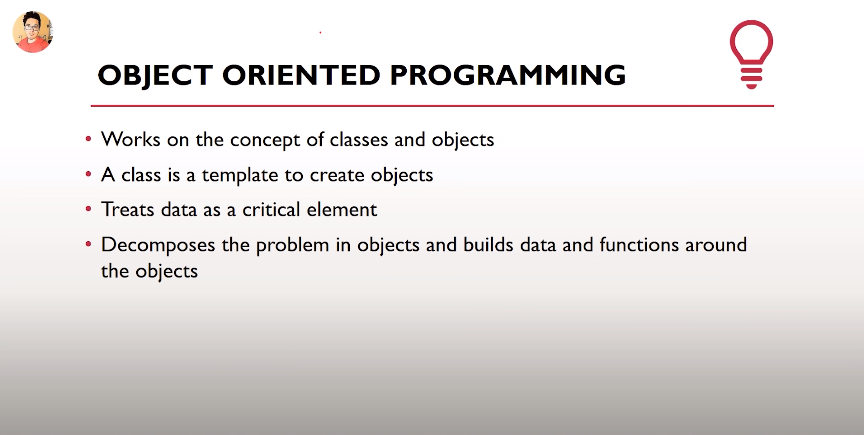 OBJECT ORIENTED PROGRAMMING
• Works on the concept of classes and objects
• A class is a template to create objects
• Treats data as a critical element
• Decomposes the problem in objects and builds data and functions around
the objects